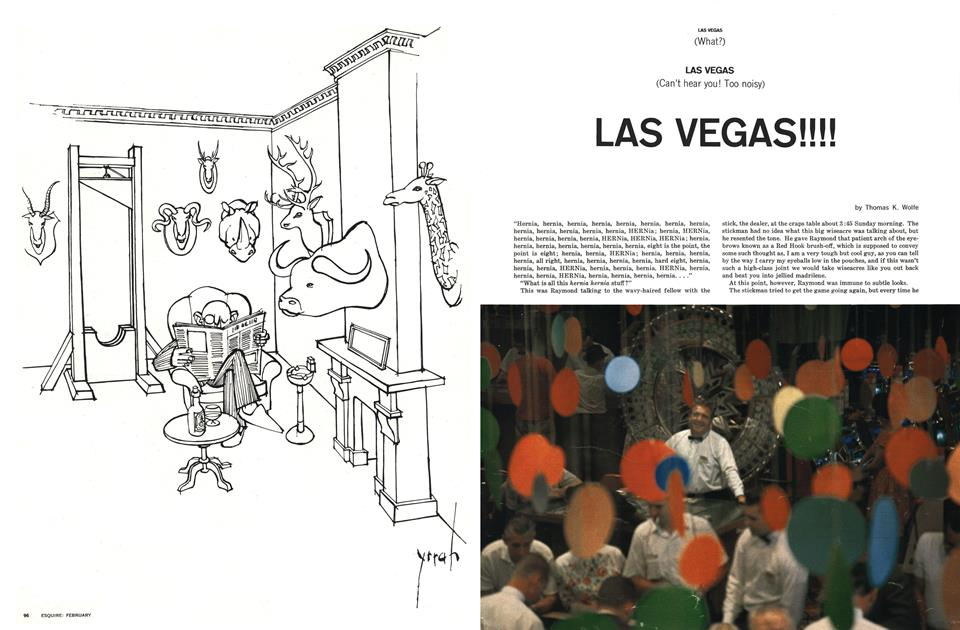 yrrah
96 ESQUIRE: FEBRUARY
LAS VEGAS
(What?)
LAS VEGAS
(Can't hear you! Too noisy)
LAS VEGAS!!!!
by Thomas K. Wolfe
"Hernia, hernia, hernia, hernia, hernia, hernia, hernia, hernia,
hernia, hernia, hernia, hernia, hernia, HERNia; hernia, HERNia,
hernia, hernia, hernia, hernia, HERNia, HERNia, HERNia; hernia,
hernia, hernia, hernia, hernia, hernia, hernia, eight is the point, the
point is eight; hernia, hernia, HERNia; hernia, hernia, hernia,
hernia, all right, hernia, hernia, hernia, hernia, hard eight, hernia,
hernia, hernia, HERNia, hernia, hernia, hernia. HERNia, hernia,
hernia, hernia, HERNia, hernia, hernia, hernia, hernia. . . ."
"What is all this hernia hernia stuff?"
This was Raymond talking to the wavy-haired fellow with the
stick, the dealer, at the craps table about 3:45 Sunday morning. The
stickman had no idea what this big wiseacre was talking about, but
he resented the tone. He gave Raymond that patient arch of the eye-
brows known as a Red Hook brush-off, which is supposed to convey
some such thought as, I am a very tough but cool guy, as you can tell
by the way I carry my eyeballs low in the pouches, and if this wasn't
such a high-class joint we would take wiseacres like you out back
and beat you into jellied madrilene.
At this point, however, Raymond was immune to subtle looks.
The stickman tried to get the game going again, but every time he